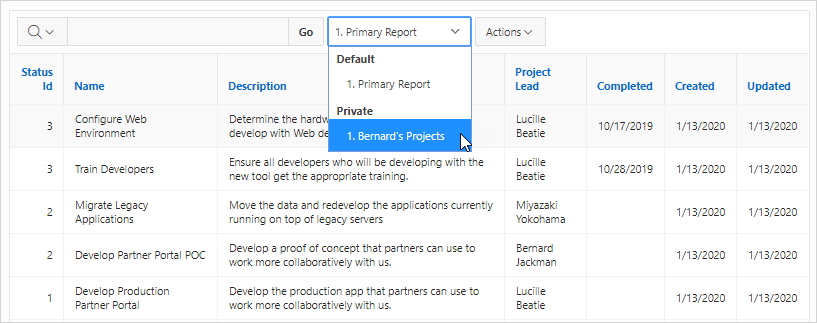 Go
1. Primary Report
Actions
Default
1. Primary Report
Private
1. Bernard's Projects
Status
Id
Name
Description
Project
Lead
Completed
Created
Updated
3
Configure Web
Environment
Determine the hardw
develop with Web de
Lucille
Beatie
10/17/2019
1/13/2020
1/13/2020
3
Train Developers
Ensure all developers who will be developing with the
new tool get the appropriate training.
Lucille
Beatie
10/28/2019
1/13/2020
1/13/2020
2
Migrate Legacy
Applications
Move the data and redevelop the applications currently
running on top of legacy servers
Miyazaki
Yokohama
1/13/2020
1/13/2020
2
Develop Partner Portal POC
Develop a proof of concept that partners can use to
work more collaboratively with us.
Bernard
Jackman
1/13/2020
1/13/2020
1
Develop Production
Partner Portal
Develop the production app that partners can use to
work more collaboratively with us.
Lucille
Beatie
1/13/2020
1/13/2020